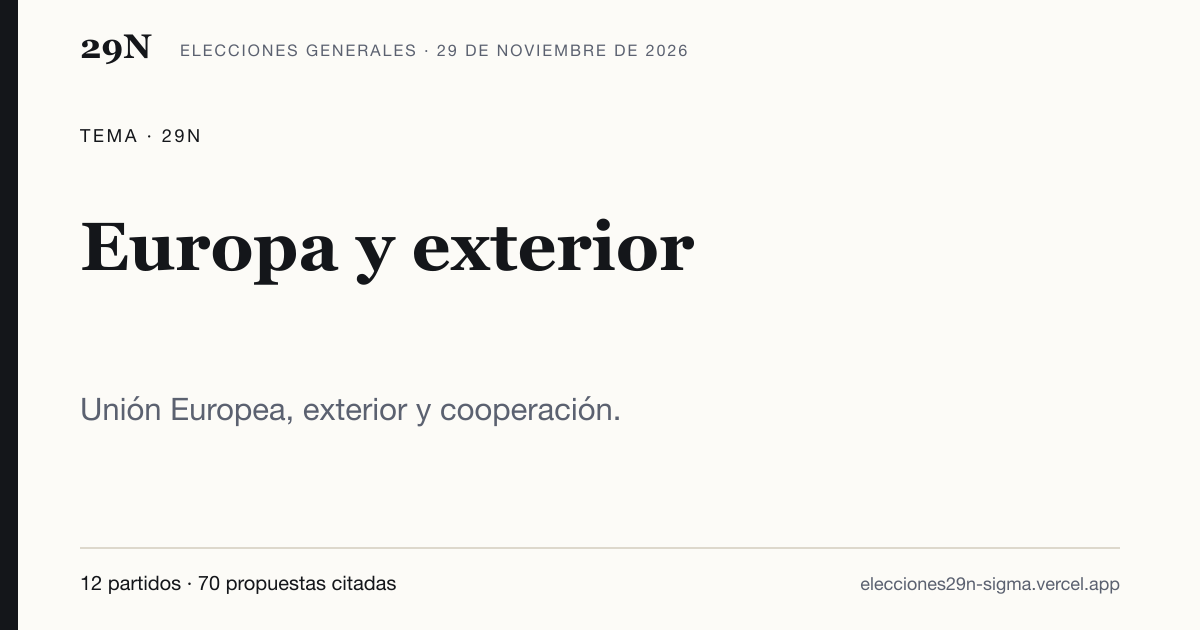 29N ELECCIONES GENERALES · 29 DE NOVIEMBRE DE 2026
TEMA · 29N
Europa y exterior
Unión Europea, exterior y cooperación.
12 partidos · 70 propuestas citadas
elecciones29n-sigma.vercel.app